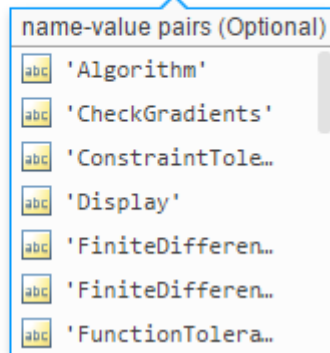 name-value pairs (Optional)
abc 'Algorithm'
abc 'CheckGradients'
abc 'ConstraintTole…
abc 'Display'
abc 'FiniteDifferen…
abc 'FiniteDifferen…
abc 'FunctionTolera…